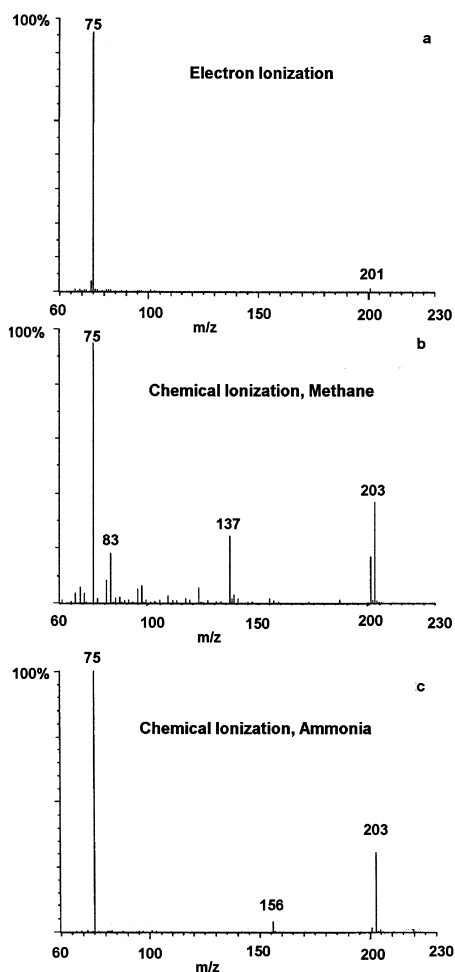 100%
75
a
Electron Ionization
201
60 100 150 200 230
m/z
100%
75
b
Chemical Ionization, Methane
203
137
83
60 100 150 200 230
m/z
75
100%
c
Chemical Ionization, Ammonia
203
156
60 100 150 200 230
m/z